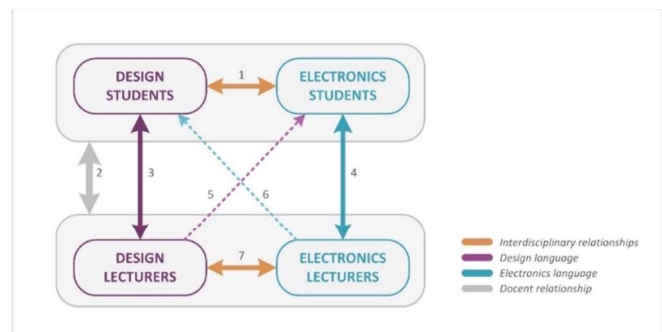 DESIGN
STUDENTS
1
ELECTRONICS
STUDENTS
2
3
4
5
6
DESIGN
LECTURERS
7
ELECTRONICS
LECTURERS
Interdisciplinary relationships
Design language
Electronics language
Docent relationship